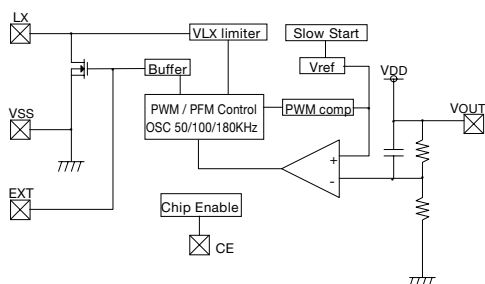 LX
VLX limiter
Slow Start
Buffer
Vref
VDD
VSS
PWM / PFM Control
OSC 50/100/180KHz
PWM comp
VOUT
+
-
EXT
Chip Enable
CE